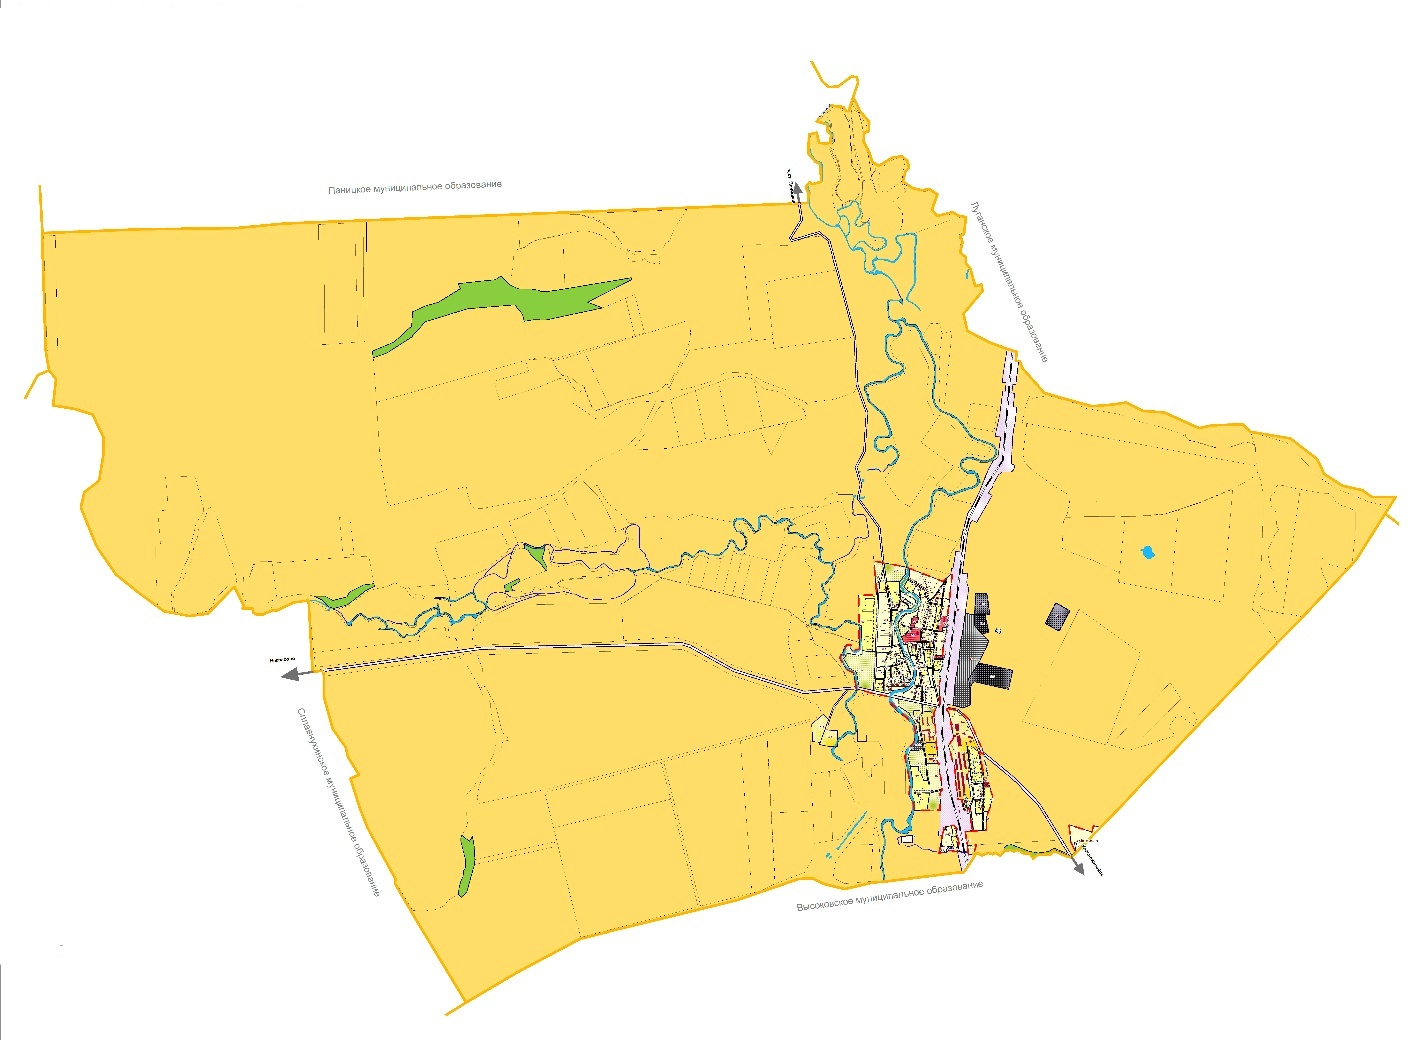 Паницкое муниципальное образование
Луганское муниципальное образование
Сплавнухинское муниципальное образование
Высоковское муниципальное образование